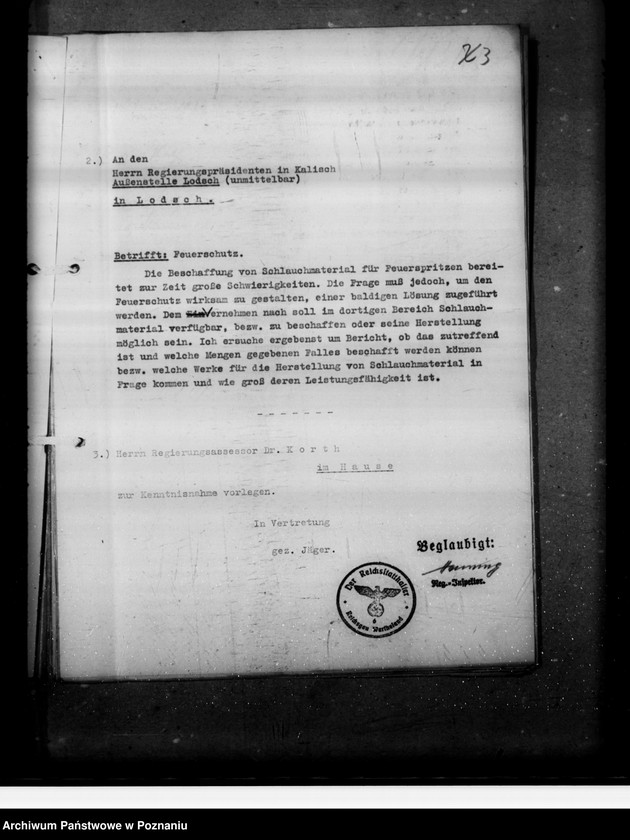 2.) An den
Herrn Regierungspräsidenten in Kalisch
Außenstelle Lodsch (unmittelbar)
in L o d s c h .
Betrifft: Feuerschutz.
Die Beschaffung von Schlauchmaterial für Feuerspritzen berei-
tet zur Zeit große Schwierigkeiten. Die Frage muß jedoch, um den
Feuerschutz wirksam zu gestalten, einer baldigen Lösung zugeführt
werden. Dem Vernehmen nach soll im dortigen Bereich Schlauch-
material verfügbar, bezw. zu beschaffen oder seine Herstellung
möglich sein. Ich ersuche ergebenst um Bericht, ob das zutreffend
ist und welche Mengen gegebenen Falles beschafft werden können
bezw. welche Werke für die Herstellung von Schlauchmaterial in
Frage kommen und wie groß deren Leistungsfähigkeit ist.
- - - - - - -
3.) Herrn Regierungsassessor Dr. K o r t h
im H a u s e
zur Kenntnisnahme vorlegen.
In Vertretung
gez. Jäger.
Beglaubigt:
Reg.-Inspektor.
Der Reichsstatthalter
6
Reichsgau Wartheland
Archiwum Państwowe w Poznaniu